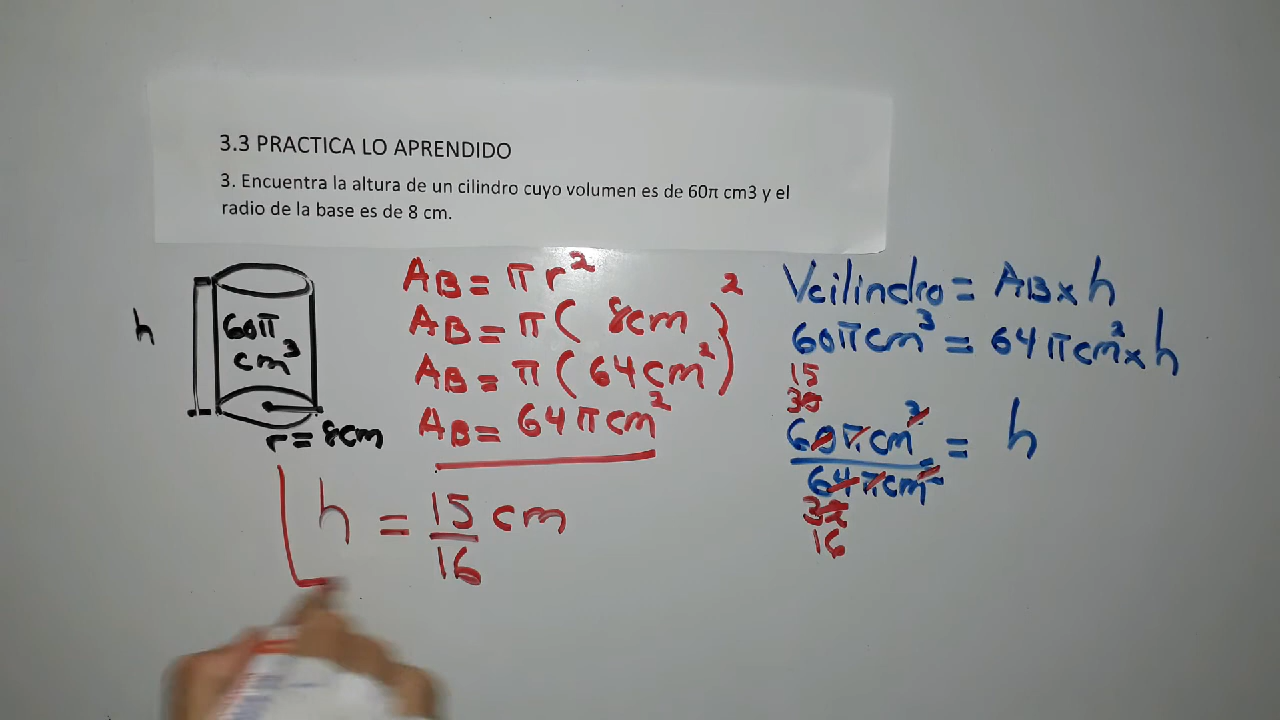 3.3 PRACTICA LO APRENDIDO
3. Encuentra la altura de un cilindro cuyo volumen es de 60π cm3 y el
radio de la base es de 8 cm.
h
60π
cm³
r = 8cm
AB = π r²
AB = π ( 8cm )²
AB = π ( 64cm² )
AB = 64πcm²
h = 15/16 cm
Vcilindro = AB x h
60πcm³ = 64πcm² x h
15
30
60πcm³/64πcm² = h
32
16